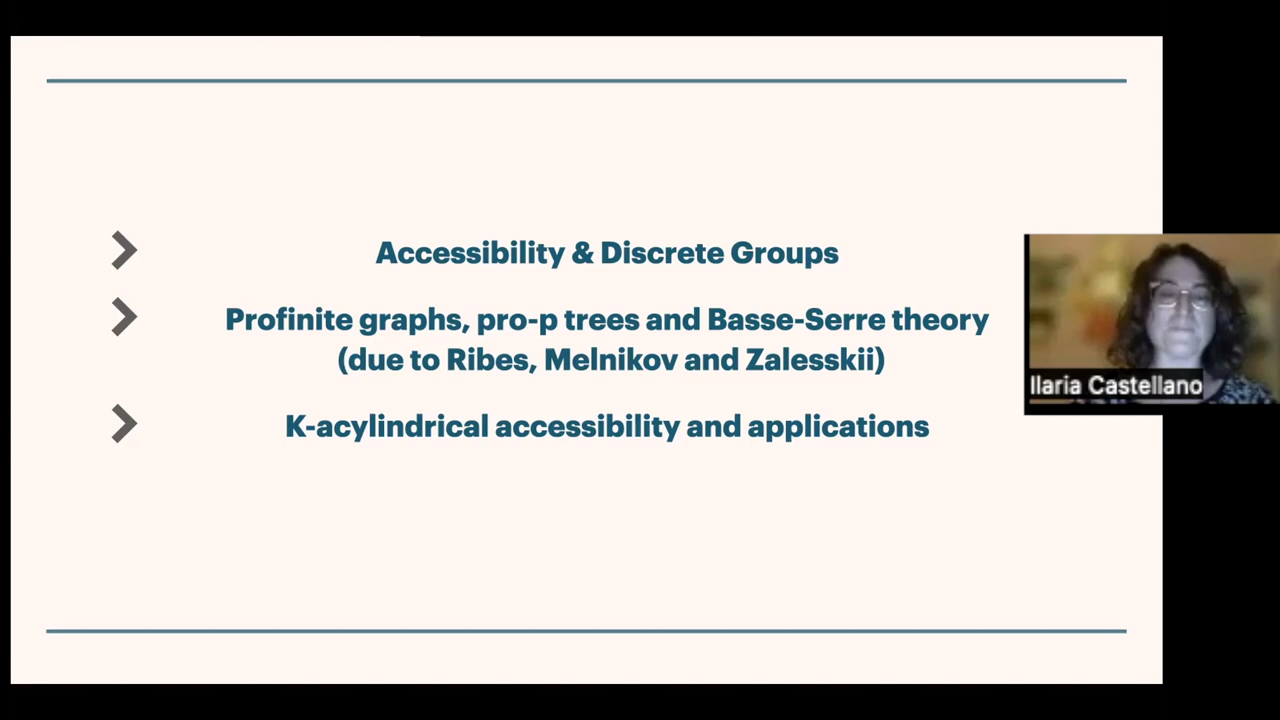 Accessibility & Discrete Groups
Profinite graphs, pro-p trees and Basse-Serre theory
(due to Ribes, Melnikov and Zalesskii)
K-acylindrical accessibility and applications
Ilaria Castellano